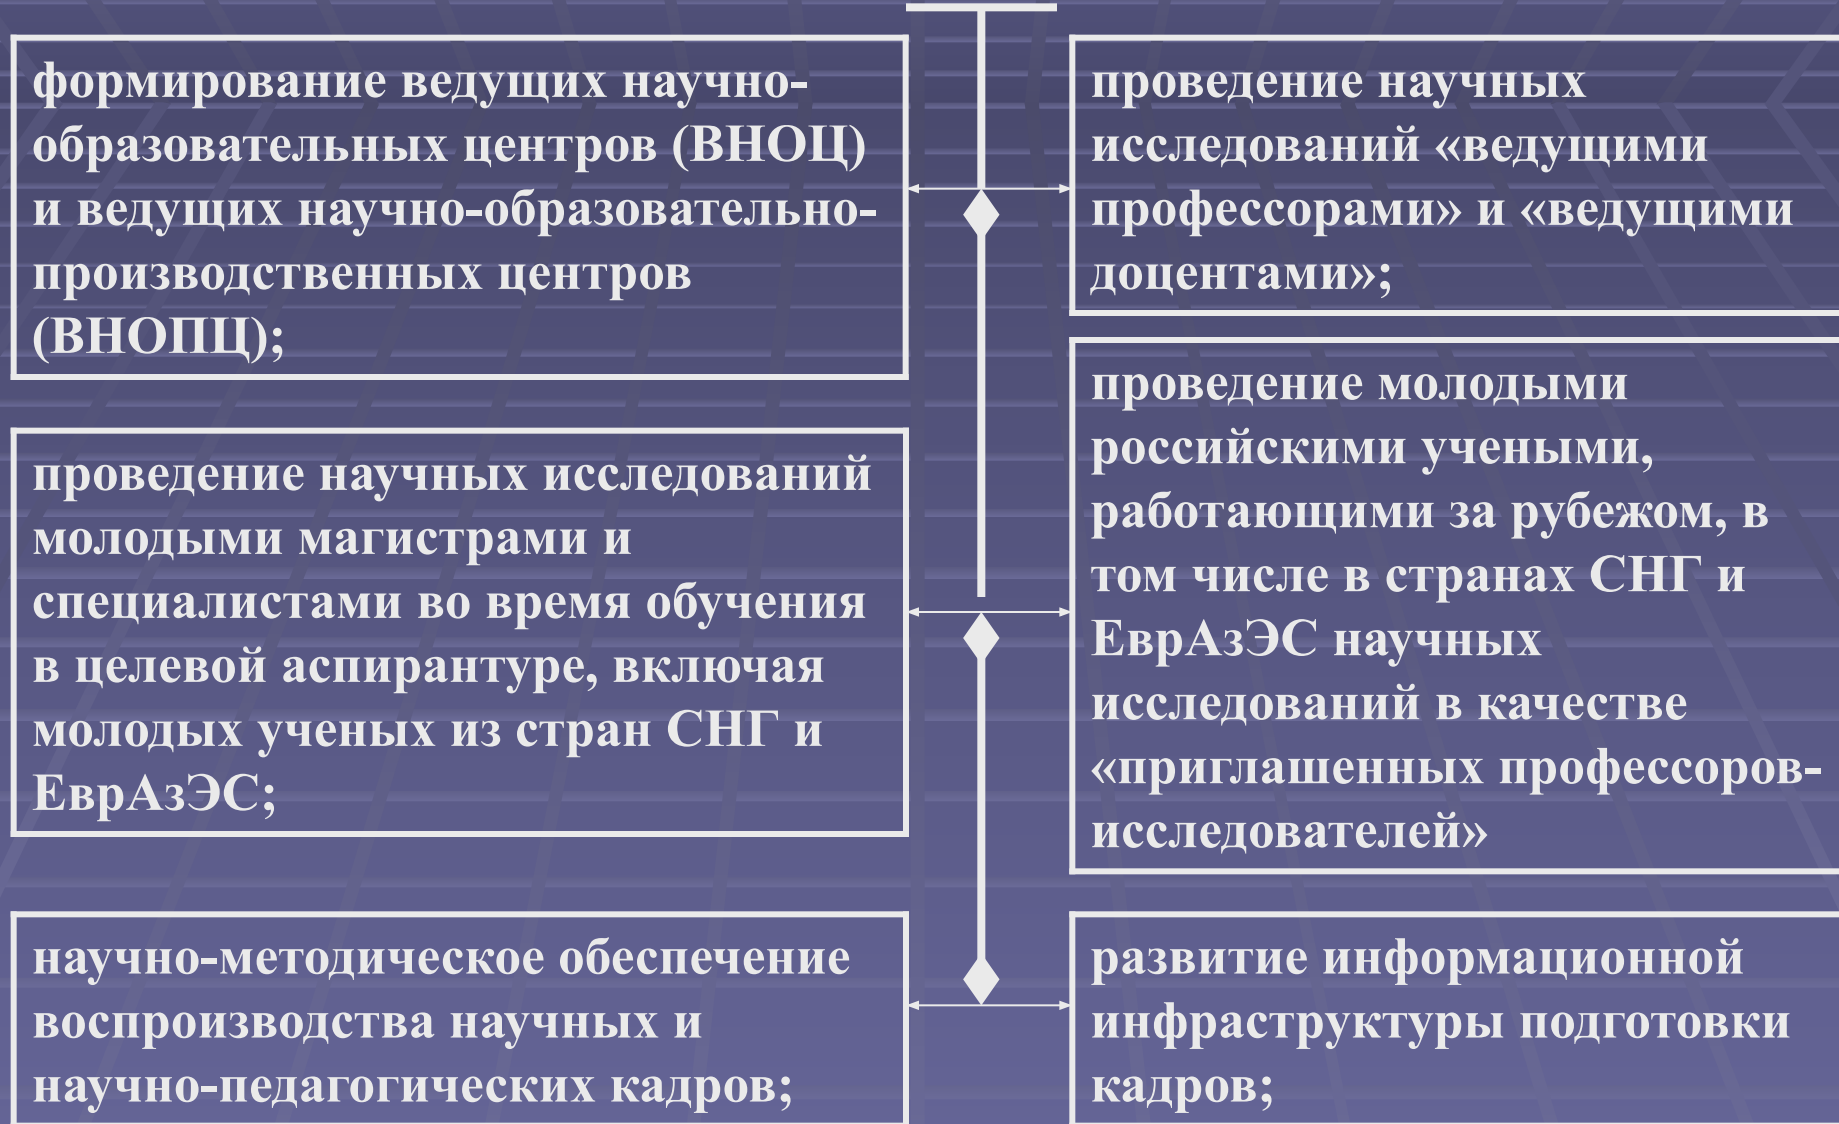 формирование ведущих научно-
образовательных центров (ВНОЦ)
и ведущих научно-образовательно-
производственных центров
(ВНОПЦ);
проведение научных
исследований «ведущими
профессорами» и «ведущими
доцентами»;
проведение научных исследований
молодыми магистрами и
специалистами во время обучения
в целевой аспирантуре, включая
молодых ученых из стран СНГ и
ЕврАзЭС;
проведение молодыми
российскими учеными,
работающими за рубежом, в
том числе в странах СНГ и
ЕврАзЭС научных
исследований в качестве
«приглашенных профессоров-
исследователей»
научно-методическое обеспечение
воспроизводства научных и
научно-педагогических кадров;
развитие информационной
инфраструктуры подготовки
кадров;